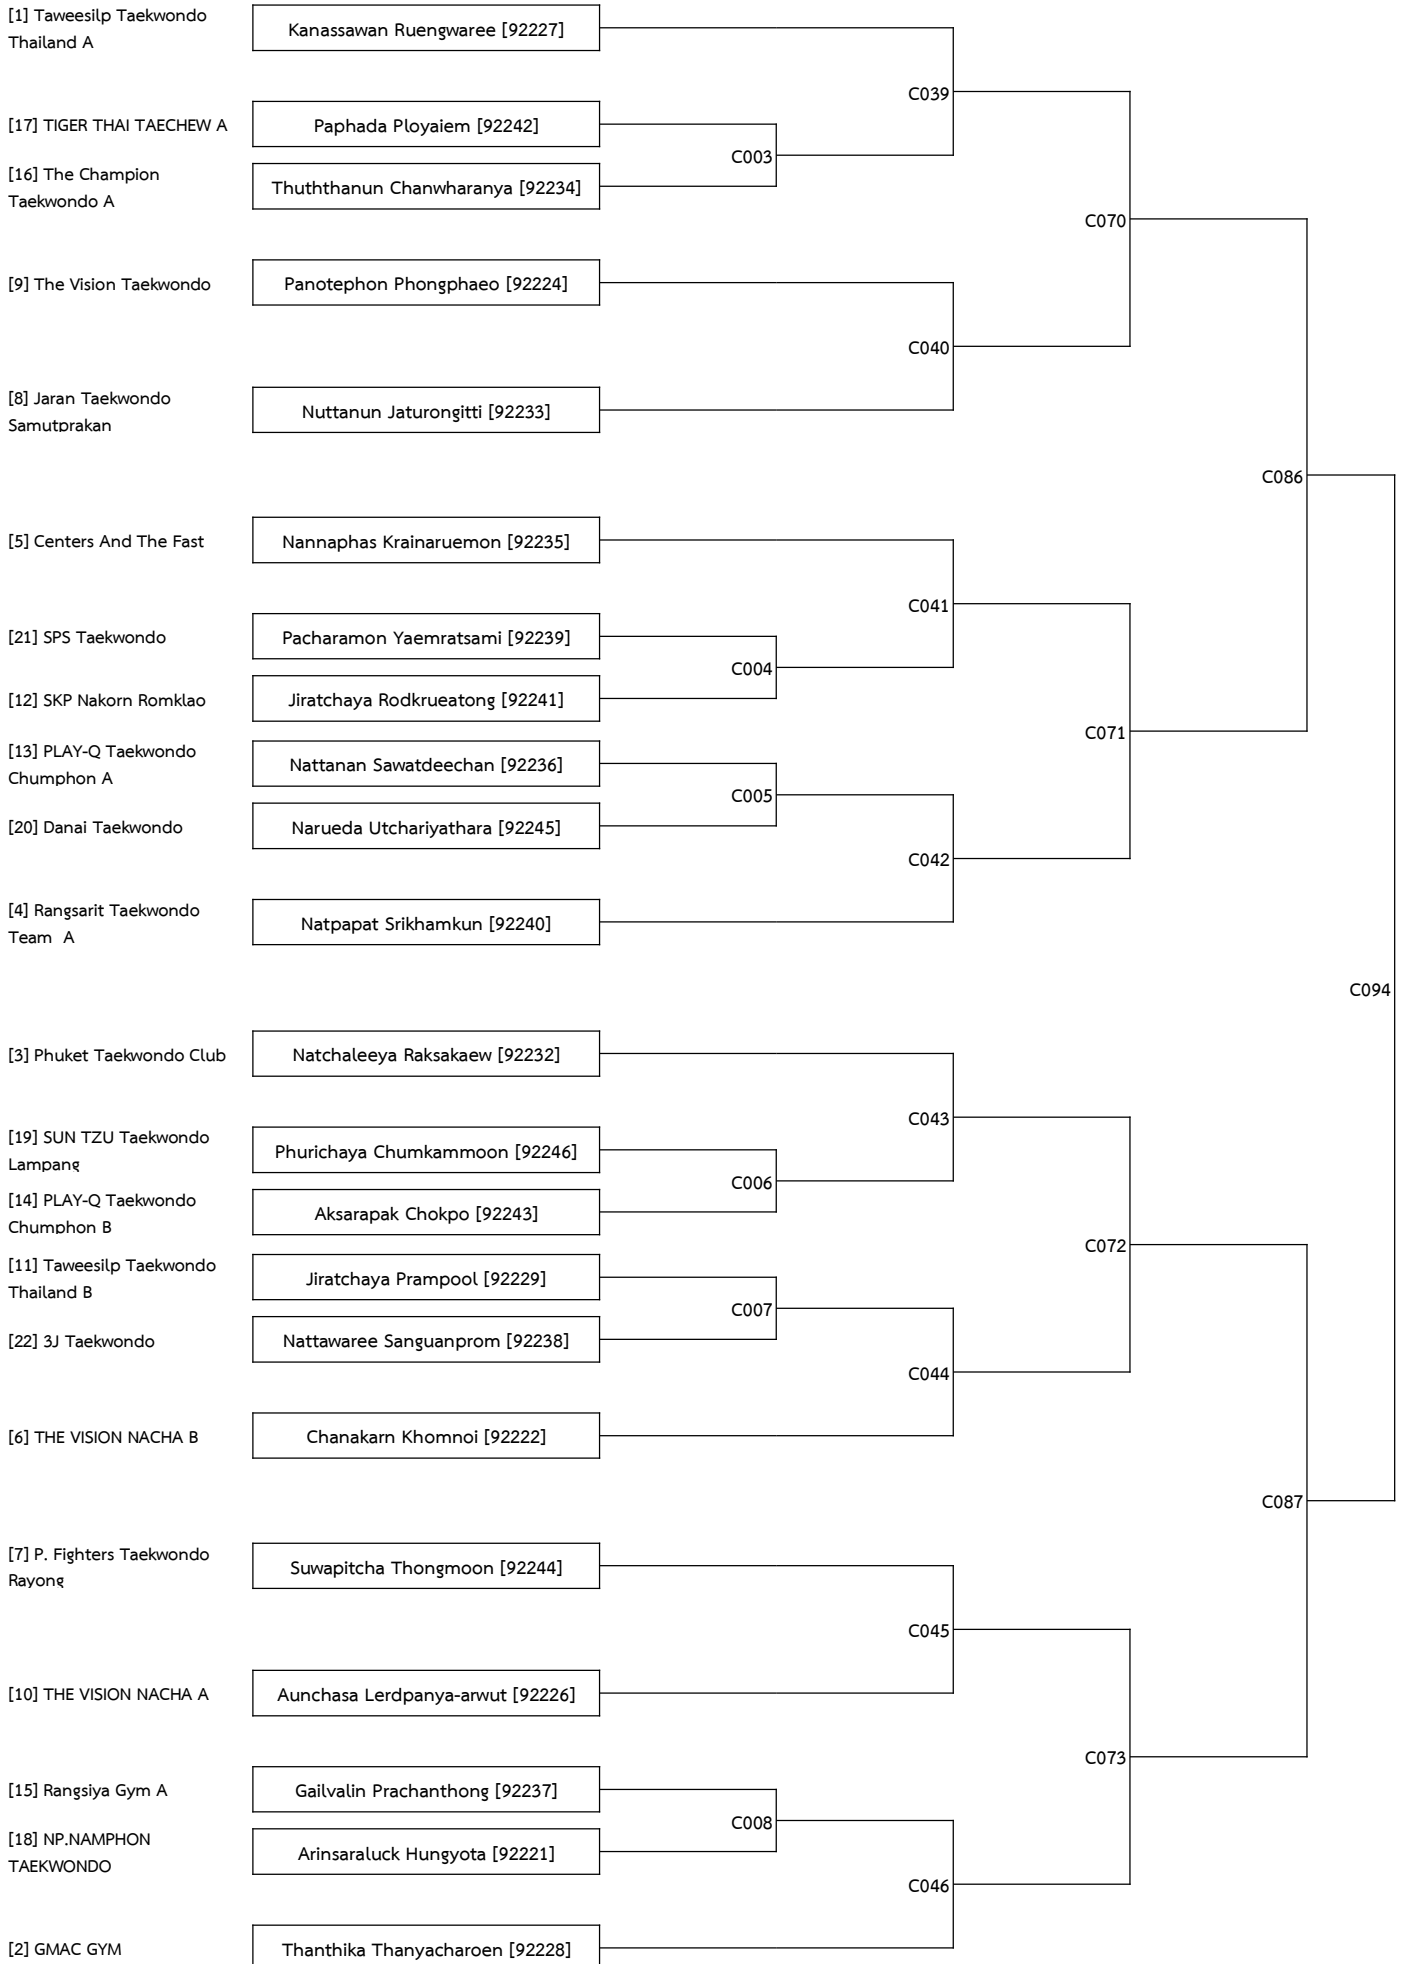 [1] Taweesilp Taekwondo
Thailand A
Kanassawan Ruengwaree [92227]
C039
[17] TIGER THAI TAECHEW A
Paphada Ployaiem [92242]
C003
[16] The Champion
Taekwondo A
Thuththanun Chanwharanya [92234]
C070
[9] The Vision Taekwondo
Panotephon Phongphaeo [92224]
C040
[8] Jaran Taekwondo
Samutprakan
Nuttanun Jaturongitti [92233]
C086
[5] Centers And The Fast
Nannaphas Krainaruemon [92235]
C041
[21] SPS Taekwondo
Pacharamon Yaemratsami [92239]
C004
[12] SKP Nakorn Romklao
Jiratchaya Rodkrueatong [92241]
C071
[13] PLAY-Q Taekwondo
Chumphon A
Nattanan Sawatdeechan [92236]
C005
[20] Danai Taekwondo
Narueda Utchariyathara [92245]
C042
[4] Rangsarit Taekwondo
Team  A
Natpapat Srikhamkun [92240]
C094
[3] Phuket Taekwondo Club
Natchaleeya Raksakaew [92232]
C043
[19] SUN TZU Taekwondo
Lampang
Phurichaya Chumkammoon [92246]
C006
[14] PLAY-Q Taekwondo
Chumphon B
Aksarapak Chokpo [92243]
C072
[11] Taweesilp Taekwondo
Thailand B
Jiratchaya Prampool [92229]
C007
[22] 3J Taekwondo
Nattawaree Sanguanprom [92238]
C044
[6] THE VISION NACHA B
Chanakarn Khomnoi [92222]
C087
[7] P. Fighters Taekwondo
Rayong
Suwapitcha Thongmoon [92244]
C045
[10] THE VISION NACHA A
Aunchasa Lerdpanya-arwut [92226]
C073
[15] Rangsiya Gym A
Gailvalin Prachanthong [92237]
C008
[18] NP.NAMPHON
TAEKWONDO
Arinsaraluck Hungyota [92221]
C046
[2] GMAC GYM
Thanthika Thanyacharoen [92228]